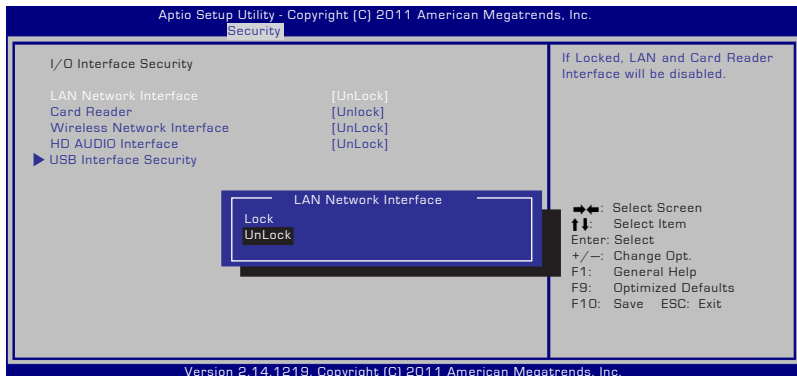 Aptio Setup Utility - Copyright (C) 2011 American Megatrends, Inc.
Security
I/O Interface Security
LAN Network Interface [UnLock]
Card Reader [Unlock]
Wireless Network Interface [UnLock]
HD AUDIO Interface [UnLock]
USB Interface Security
If Locked, LAN and Card Reader
Interface will be disabled.
LAN Network Interface
Lock
UnLock
: Select Screen
: Select Item
Enter: Select
+/—: Change Opt.
F1: General Help
F9: Optimized Defaults
F10: Save ESC: Exit
Version 2.14.1219. Copyright (C) 2011 American Megatrends, Inc.